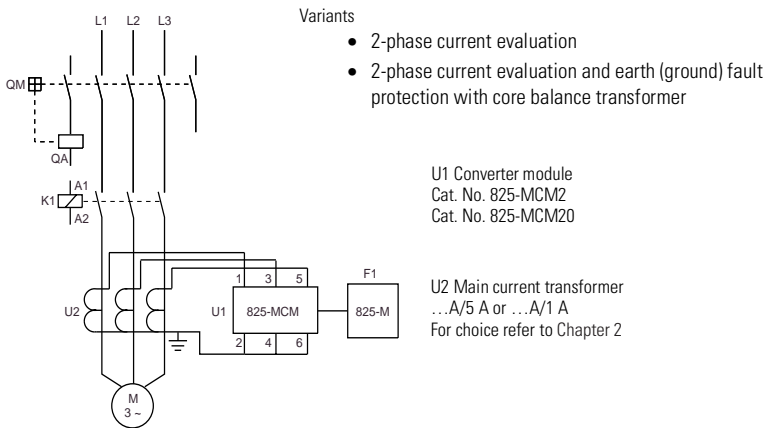 Variants
• 2-phase current evaluation
• 2-phase current evaluation and earth (ground) fault
protection with core balance transformer
L1 L2 L3
QM
QA
A1
K1
A2
U1 Converter module
Cat. No. 825-MCM2
Cat. No. 825-MCM20
1 3 5
F1
U2
U1
825-MCM
825-M
2 4 6
U2 Main current transformer
…A/5 A or …A/1 A
For choice refer to Chapter 2
M
3 ~